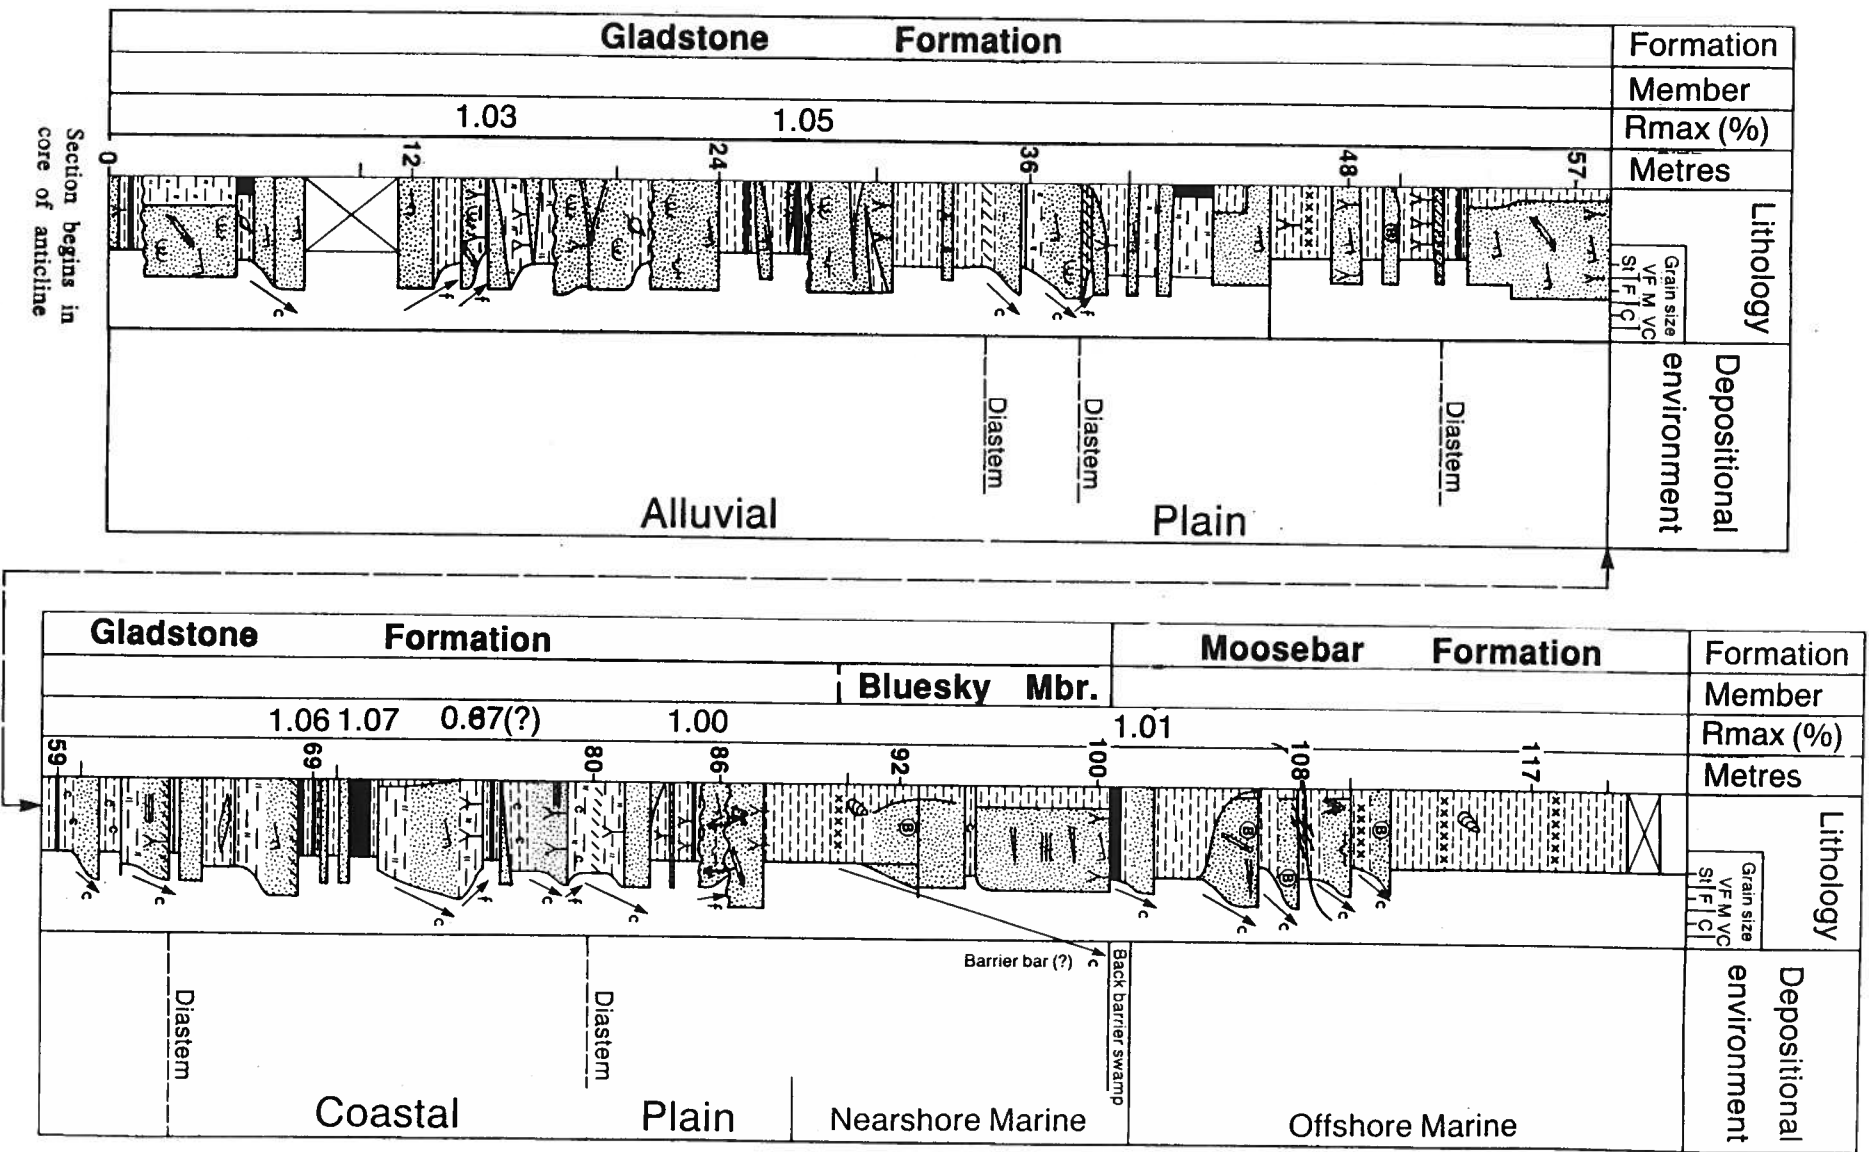 Gladstone Formation
Formation
Member
1.03 1.05
Rmax (%)
0 12 24 36 48 57
Metres
Section begins in
core of anticline
Lithology
Grain size
VF M VC
St F C
c f f c c f
B
Depositional
environment
Diastem Diastem Diastem
Alluvial Plain
Gladstone Formation Moosebar Formation
Formation
Bluesky Mbr.
Member
1.06 1.07 0.67(?) 1.00 1.01
Rmax (%)
59 69 80 86 92 100 108 117
Metres
Lithology
Grain size
VF M VC
St F C
B B B B
c c c f c f c f c c c c c
Barrier bar (?) c
Back barrier swamp
Depositional
environment
Diastem Diastem
Coastal Plain Nearshore Marine Offshore Marine